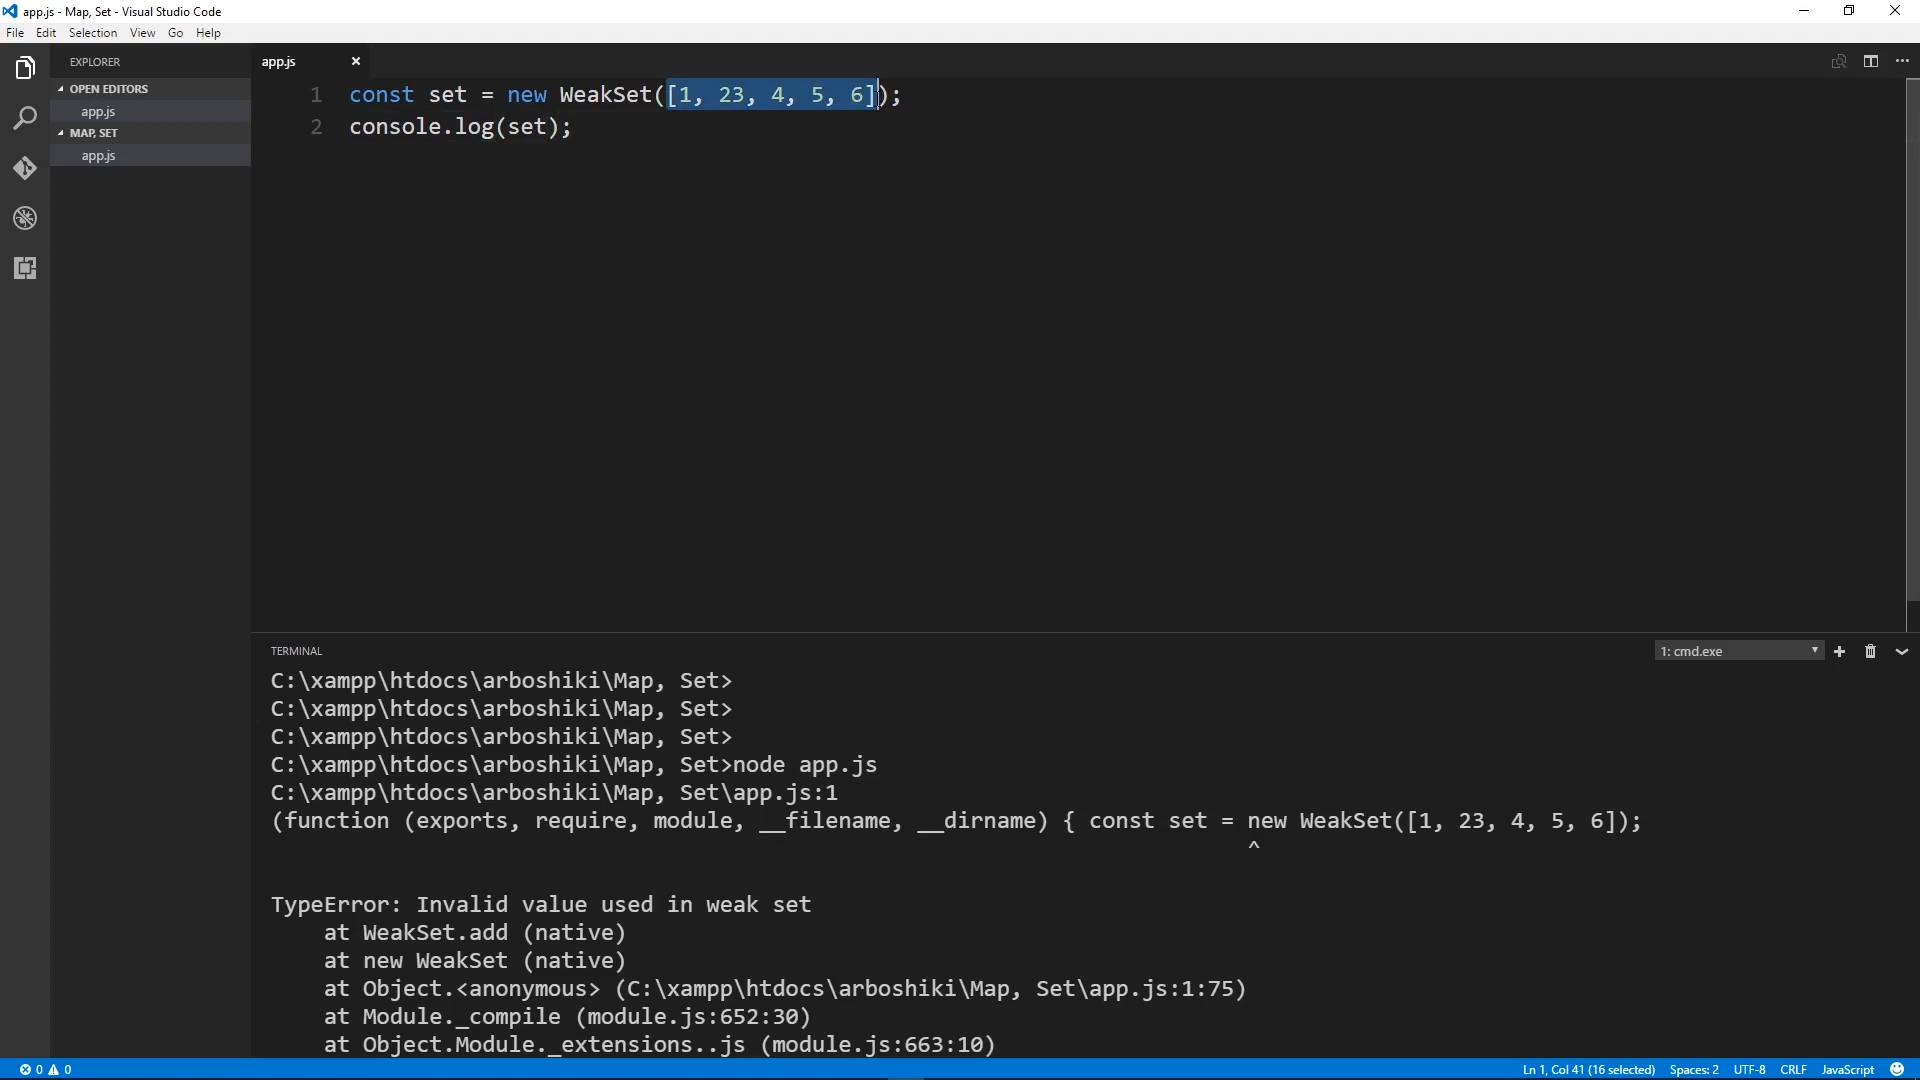 app.js - Map, Set - Visual Studio Code
File Edit Selection View Go Help
EXPLORER
OPEN EDITORS
app.js
MAP, SET
app.js
app.js
1 const set = new WeakSet([1, 23, 4, 5, 6]);
2 console.log(set);
TERMINAL
1: cmd.exe
C:\xampp\htdocs\arboshiki\Map, Set>
C:\xampp\htdocs\arboshiki\Map, Set>
C:\xampp\htdocs\arboshiki\Map, Set>
C:\xampp\htdocs\arboshiki\Map, Set>node app.js
C:\xampp\htdocs\arboshiki\Map, Set\app.js:1
(function (exports, require, module, __filename, __dirname) { const set = new WeakSet([1, 23, 4, 5, 6]);
^
TypeError: Invalid value used in weak set
at WeakSet.add (native)
at new WeakSet (native)
at Object.<anonymous> (C:\xampp\htdocs\arboshiki\Map, Set\app.js:1:75)
at Module._compile (module.js:652:30)
at Object.Module._extensions..js (module.js:663:10)
0 0
Ln 1, Col 41 (16 selected) Spaces: 2 UTF-8 CRLF JavaScript